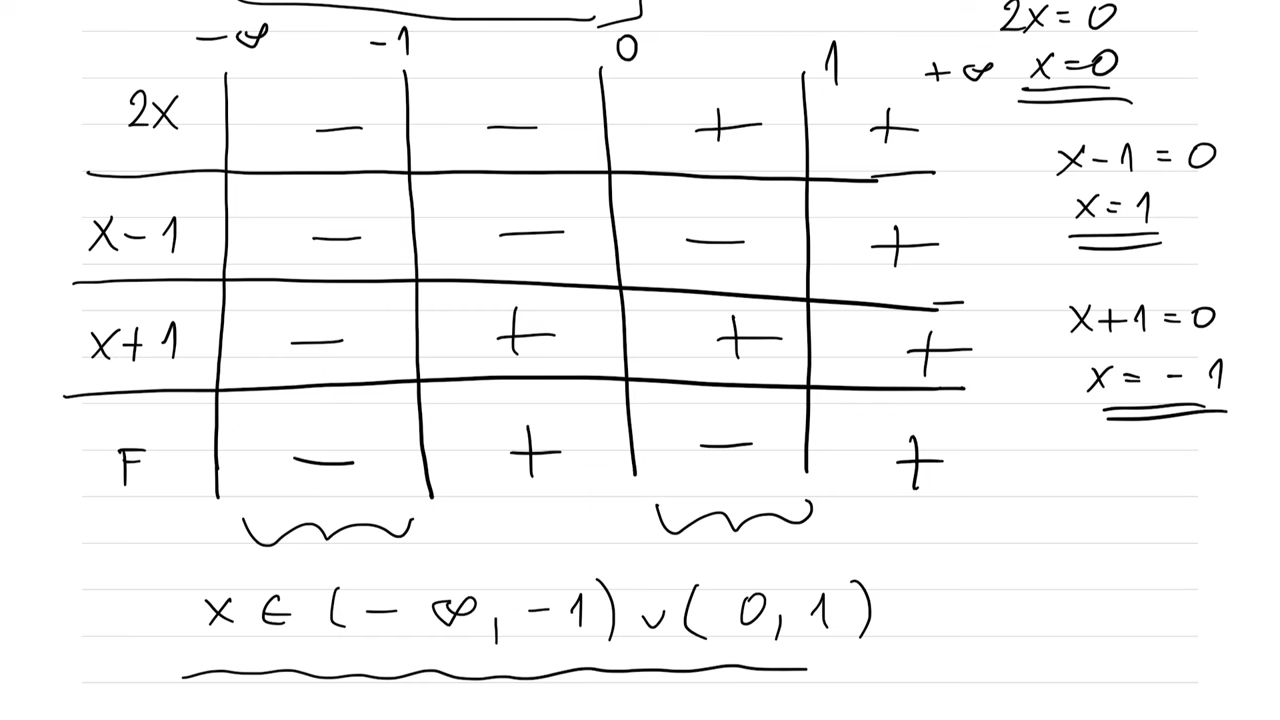 2x = 0
-∞ -1 0 1 +∞ x=0
2x - - + +
x-1 = 0
x=1
x-1 - - - +
x+1=0
x+1 - + + +
x= -1
F - + - +
x ∈ (-∞, -1) ∪ (0, 1)